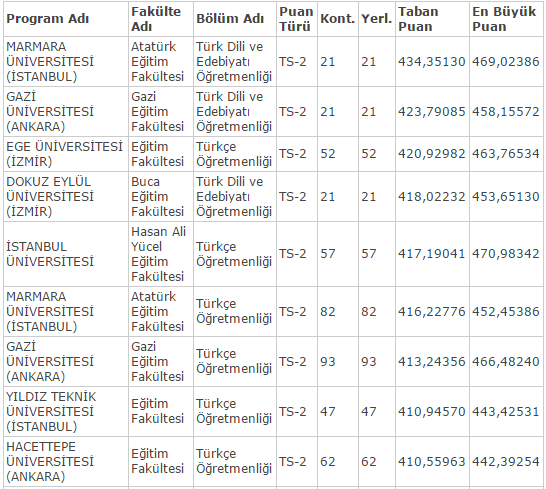 Program Adı Fakülte Adı Bölüm Adı Puan Türü Kont. Yerl. Taban Puan En Büyük Puan
MARMARA ÜNİVERSİTESİ (İSTANBUL) Atatürk Eğitim Fakültesi Türk Dili ve Edebiyatı Öğretmenliği TS-2 21 21 434,35130 469,02386
GAZİ ÜNİVERSİTESİ (ANKARA) Gazi Eğitim Fakültesi Türk Dili ve Edebiyatı Öğretmenliği TS-2 21 21 423,79085 458,15572
EGE ÜNİVERSİTESİ (İZMİR) Eğitim Fakültesi Türkçe Öğretmenliği TS-2 52 52 420,92982 463,76534
DOKUZ EYLÜL ÜNİVERSİTESİ (İZMİR) Buca Eğitim Fakültesi Türk Dili ve Edebiyatı Öğretmenliği TS-2 21 21 418,02232 453,65130
İSTANBUL ÜNİVERSİTESİ Hasan Ali Yücel Eğitim Fakültesi Türkçe Öğretmenliği TS-2 57 57 417,19041 470,98342
MARMARA ÜNİVERSİTESİ (İSTANBUL) Atatürk Eğitim Fakültesi Türkçe Öğretmenliği TS-2 82 82 416,22776 452,45386
GAZİ ÜNİVERSİTESİ (ANKARA) Gazi Eğitim Fakültesi Türkçe Öğretmenliği TS-2 93 93 413,24356 466,48240
YILDIZ TEKNİK ÜNİVERSİTESİ (İSTANBUL) Eğitim Fakültesi Türkçe Öğretmenliği TS-2 47 47 410,94570 443,42531
HACETTEPE ÜNİVERSİTESİ (ANKARA) Eğitim Fakültesi Türkçe Öğretmenliği TS-2 62 62 410,55963 442,39254